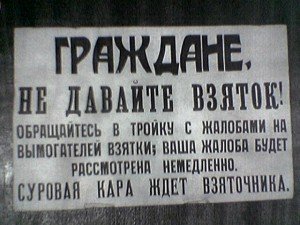 ГРАЖДАНЕ,
НЕ ДАВАЙТЕ ВЗЯТОК!
ОБРАЩАЙТЕСЬ В ТРОЙКУ С ЖАЛОБАМИ НА
ВЫМОГАТЕЛЕЙ ВЗЯТКИ; ВАША ЖАЛОБА БУДЕТ
РАССМОТРЕНА НЕМЕДЛЕННО.
СУРОВАЯ КАРА ЖДЕТ ВЗЯТОЧНИКА.